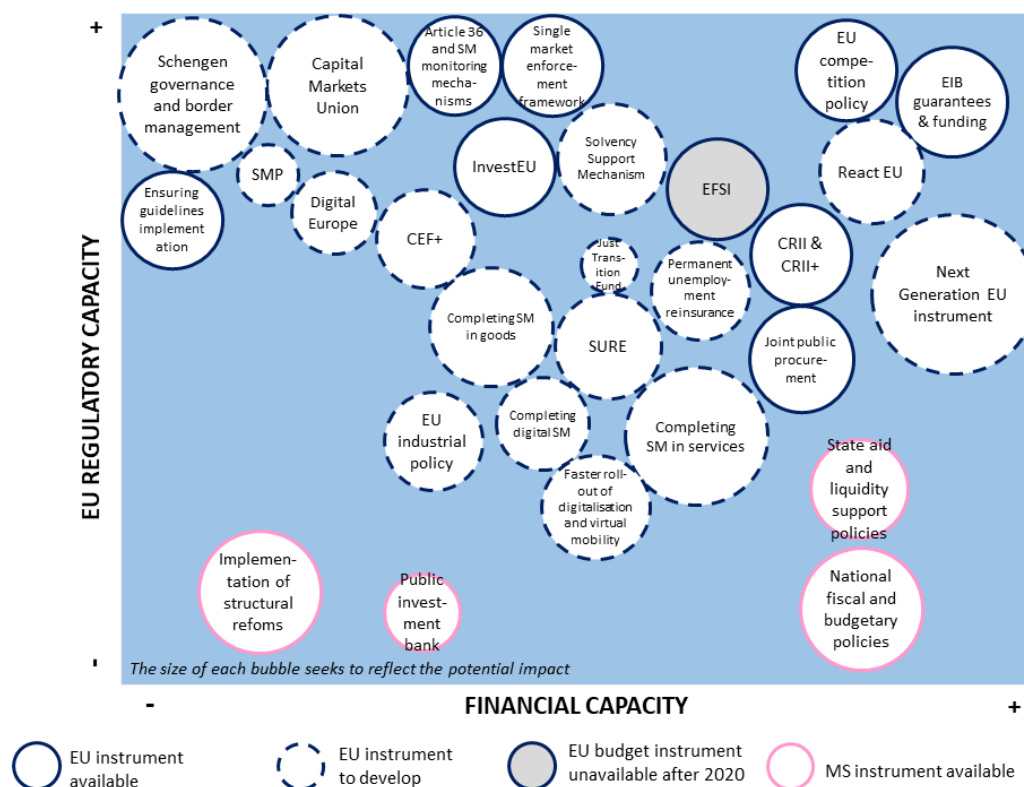 +
EU REGULATORY CAPACITY
-
Schengen
governance
and border
management
Capital
Markets
Union
Article 36
and SM
monitoring
mecha-
nisms
Single
market
enforce-
ment
framework
EU
compe-
tition
policy
EIB
guarantees
& funding
SMP
InvestEU
Solvency
Support
Mechanism
EFSI
React EU
Ensuring
guidelines
implement
ation
Digital
Europe
CEF+
Just
Trans-
ition
Fund
Permanent
unemploy-
ment
reinsurance
CRII &
CRII+
Next
Generation EU
instrument
Completing SM
in goods
SURE
Joint public
procure-
ment
EU
industrial
policy
Completing
digital SM
Completing
SM in services
Faster roll-
out of
digitalisation
and virtual
mobility
State aid
and
liquidity
support
policies
Implemen-
tation of
structural
refoms
Public
invest-
ment
bank
National
fiscal and
budgetary
policies
The size of each bubble seeks to reflect the potential impact
-
FINANCIAL CAPACITY
+
EU instrument
available
EU instrument
to develop
EU budget instrument
unavailable after 2020
MS instrument available